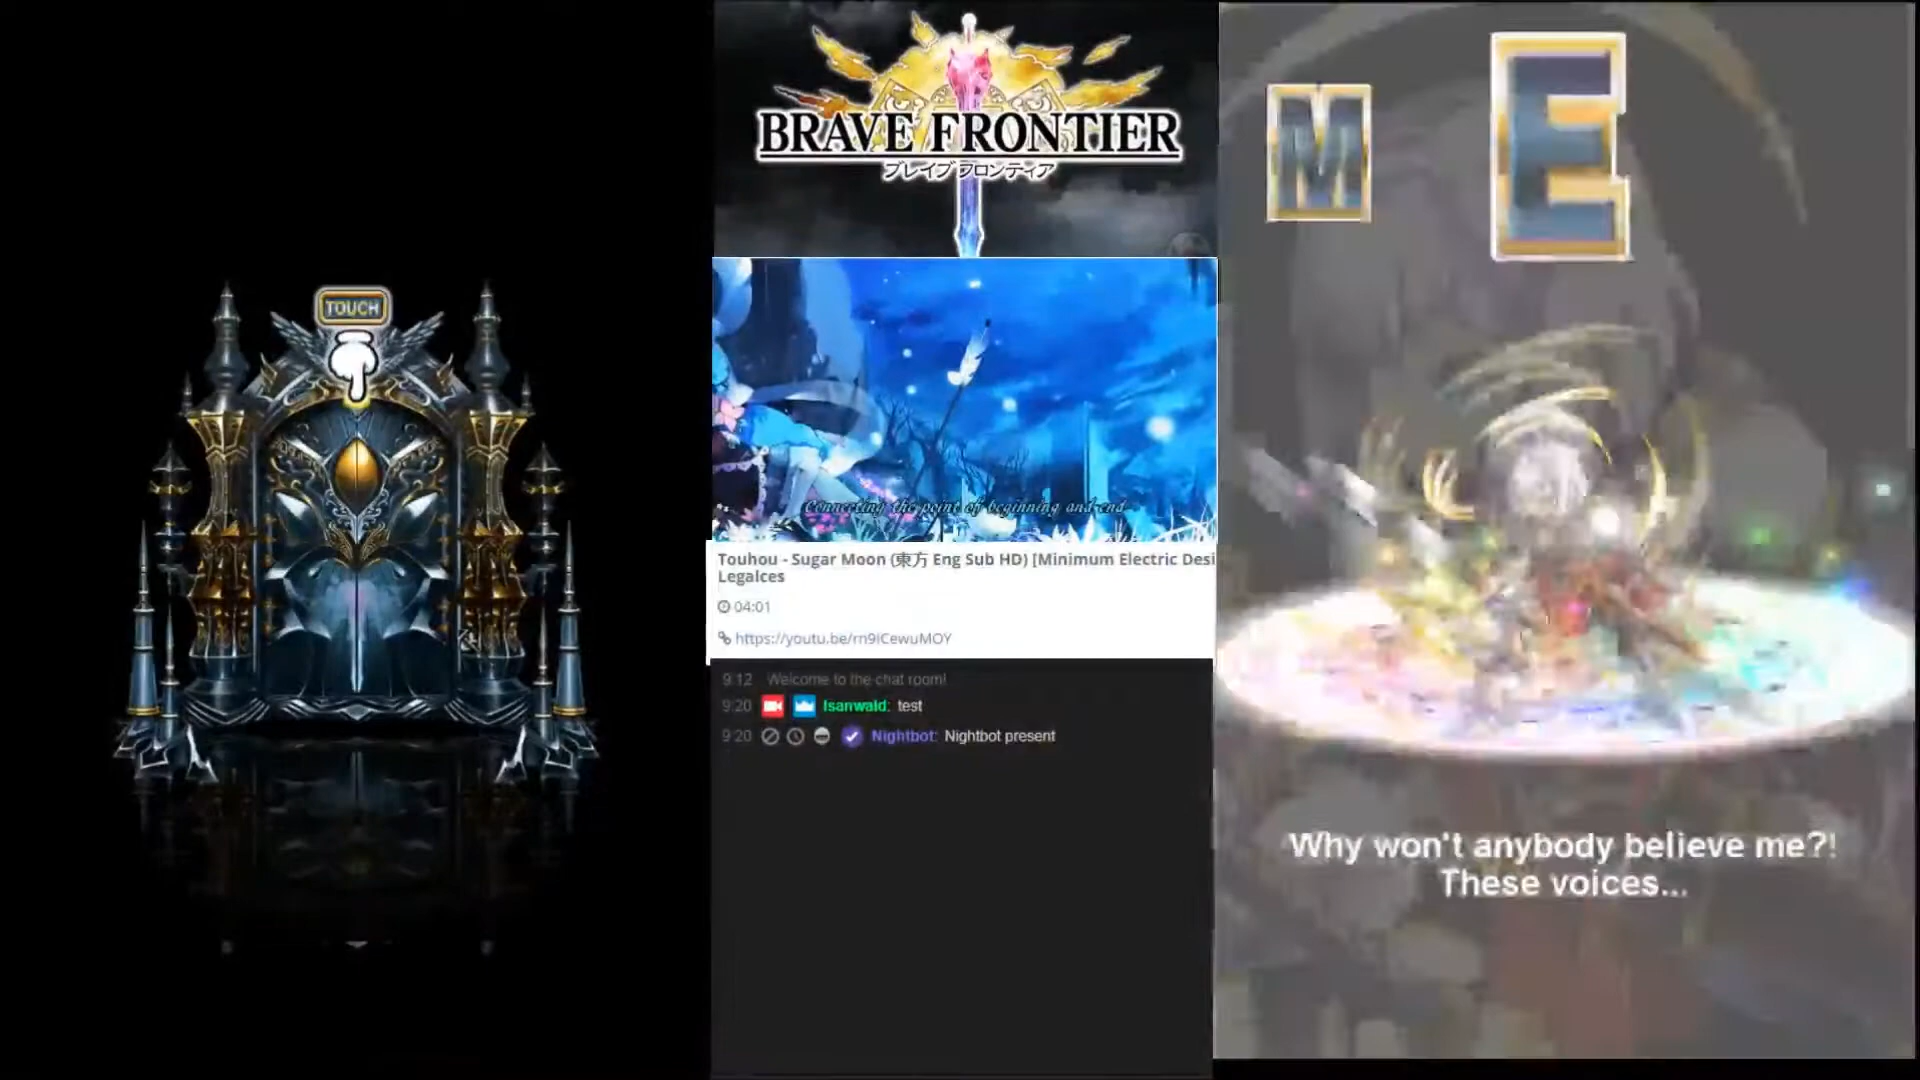 TOUCH
BRAVE FRONTIER
ブレイブ フロンティア
Connecting the point of beginning and end
Touhou - Sugar Moon (東方 Eng Sub HD) [Minimum Electric Desi
Legalces
04:01
https://youtu.be/rn9iCewuMOY
9:12 Welcome to the chat room!
9:20 Isanwald: test
9:20 Nightbot: Nightbot present
M E
Why won't anybody believe me?!
These voices...